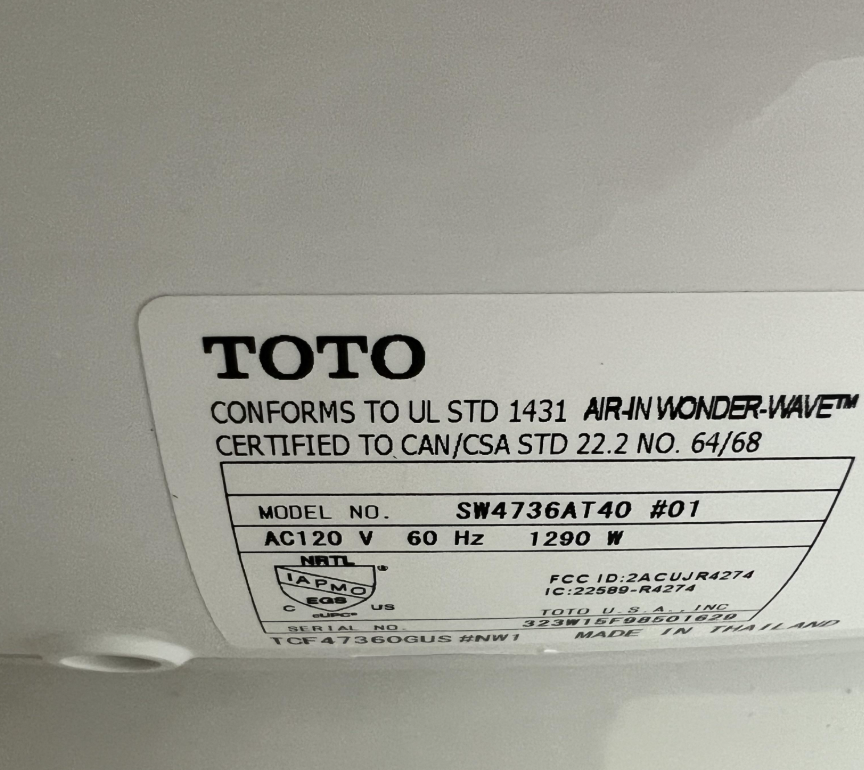 TOTO
CONFORMS TO UL STD 1431 AIR-IN WONDER-WAVE™
CERTIFIED TO CAN/CSA STD 22.2 NO. 64/68
MODEL NO. SW4736AT40 #01
AC120 V 60 Hz 1290 W
NRTL
IAPMO ®
EGS
C US
cUPC®
FCC ID:2ACUJR4274
IC:22589-R4274
TOTO U.S.A., INC
SERIAL NO. 323W15F98501629
TCF47360GUS #NW1 MADE IN THAILAND